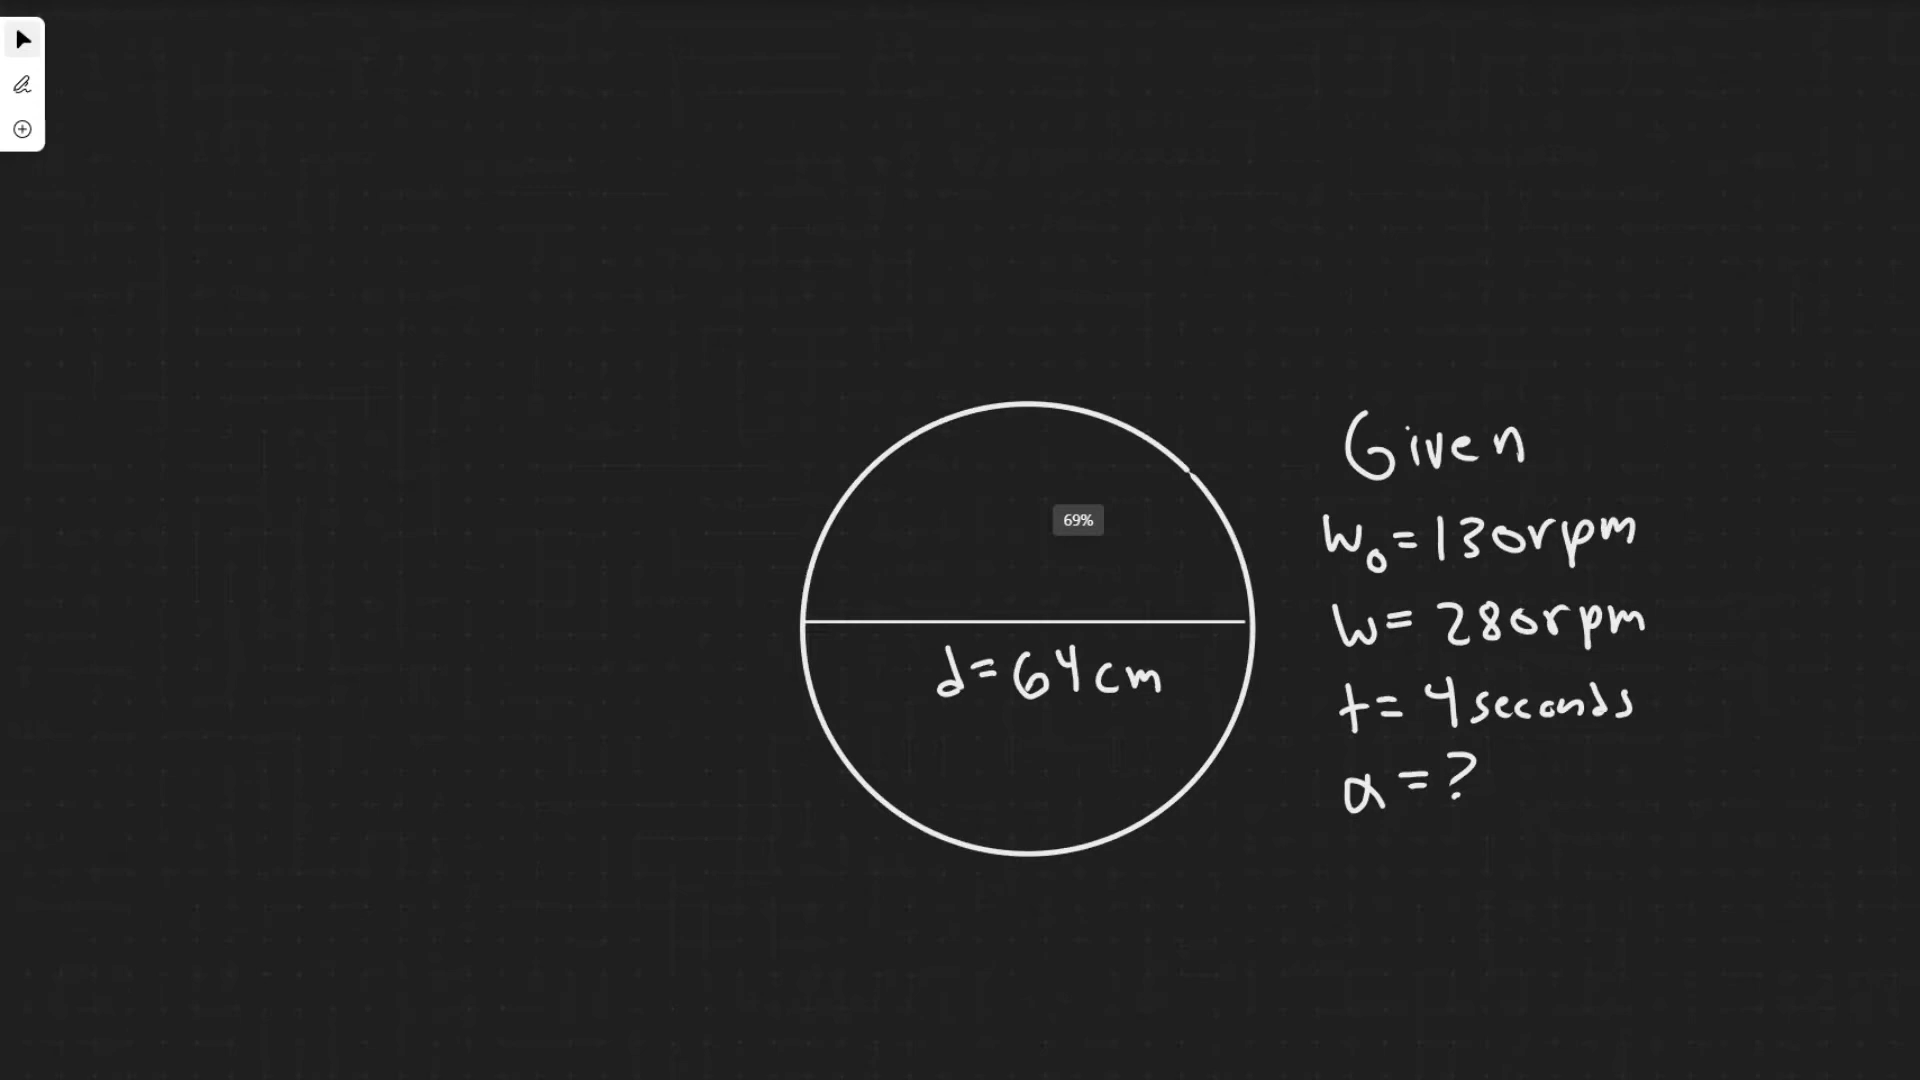 Given
69%
W₀=130rpm
W=280rpm
d=64cm
t=4seconds
α=?